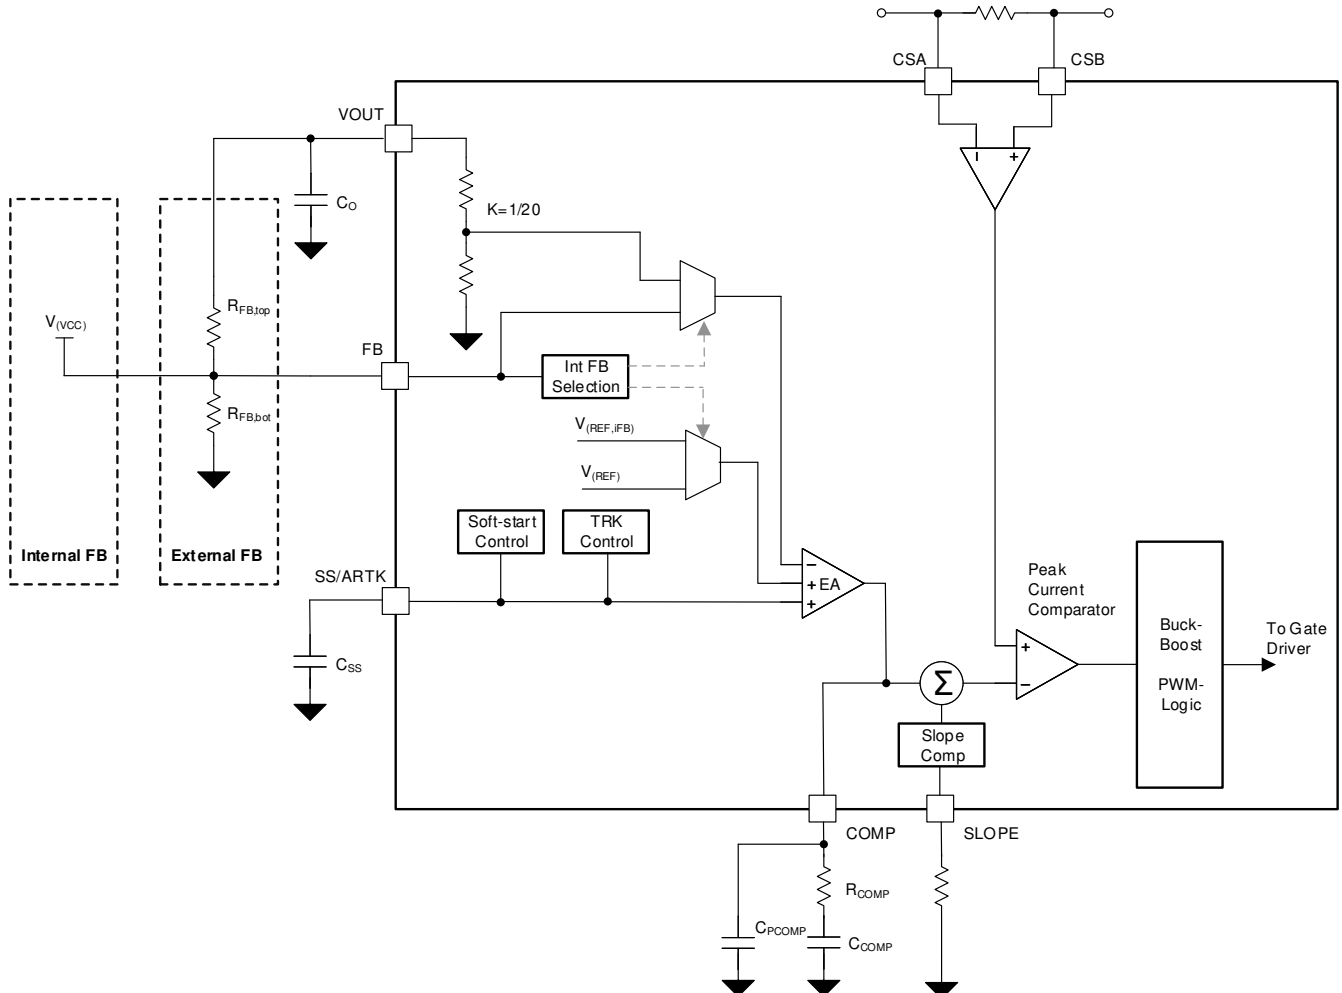 CSA
CSB
VOUT
CO
K=1/20
V(VCC)
RFB,top
FB
Int FB
Selection
RFB,bot
V(REF,iFB)
V(REF)
Internal FB
External FB
Soft-start
Control
TRK
Control
SS/ARTK
CSS
EA
Peak
Current
Comparator
Buck-
Boost
PWM-
Logic
To Gate
Driver
Σ
Slope
Comp
COMP
SLOPE
RCOMP
CPCOMP
CCOMP